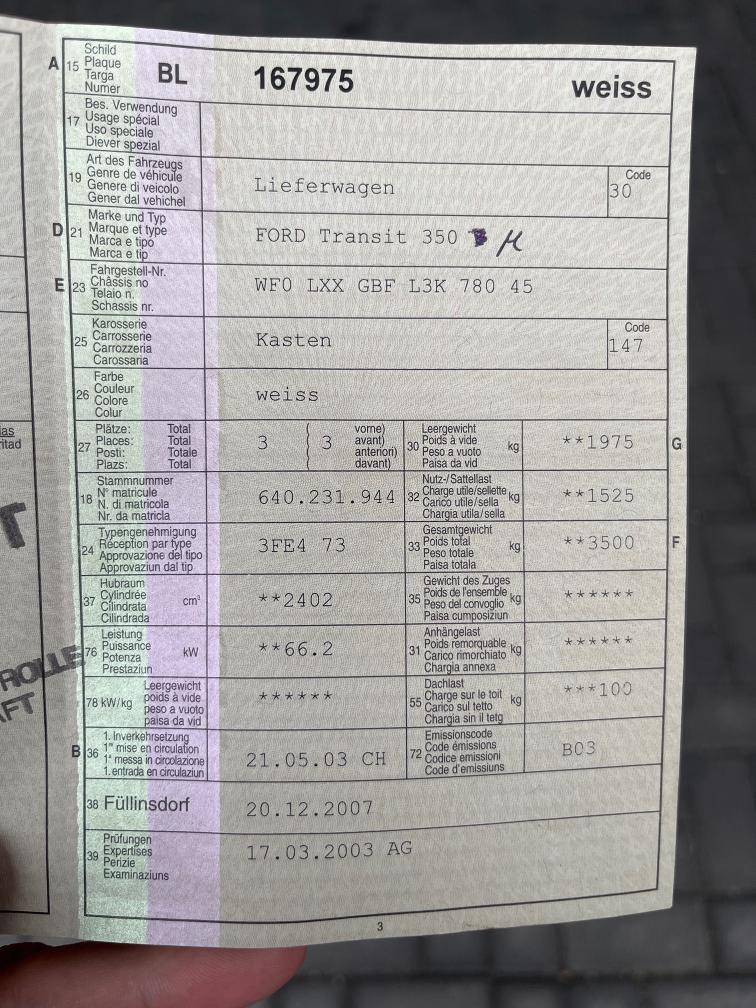 A 15 Schild
Plaque
Targa
Numer
BL 167975 weiss
17 Bes. Verwendung
Usage spécial
Uso speciale
Diever spezial
19 Art des Fahrzeugs
Genre de véhicule
Genere di veicolo
Gener dal vehichel
Lieferwagen
Code
30
D 21 Marke und Typ
Marque et type
Marca e tipo
Marca e tip
FORD Transit 350
E 23 Fahrgestell-Nr.
Châssis no
Telaio n.
Schassis nr.
WF0 LXX GBF L3K 780 45
25 Karosserie
Carrosserie
Carrozzeria
Carossaria
Kasten
Code
147
26 Farbe
Couleur
Colore
Colur
weiss
27 Plätze: Total
Places: Total
Posti: Totale
Plazs: Total
3 ( 3 vorne)
avant)
anteriori)
davant)
30 Leergewicht
Poids à vide
Peso a vuoto
Paisa da vid
kg
**1975
G
18 Stammnummer
N° matricule
N. di matricola
Nr. da matricla
640.231.944
32 Nutz-/Sattellast
Charge utile/sellette
Carico utile/sella
Chargia utila/sella
kg
**1525
24 Typengenehmigung
Réception par type
Approvazione del tipo
Approvaziun dal tip
3FE4 73
33 Gesamtgewicht
Poids total
Peso totale
Paisa totala
kg
**3500
F
37 Hubraum
Cylindrée
Cilindrata
Cilindrada
cm³
**2402
35 Gewicht des Zuges
Poids de l'ensemble
Peso del convoglio
Paisa cumposiziun
kg
******
76 Leistung
Puissance
Potenza
Prestaziun
kW
**66.2
31 Anhängelast
Poids remorquable
Carico rimorchiato
Chargia annexa
kg
******
78 kW/kg Leergewicht
poids à vide
peso a vuoto
paisa da vid
******
55 Dachlast
Charge sur le toit
Carico sul tetto
Chargia sin il tetg
kg
***100
B 36 1. Inverkehrsetzung
1re mise en circulation
1a messa in circolazione
1. entrada en circulaziun
21.05.03 CH
72 Emissionscode
Code émissions
Codice emissioni
Code d'emissiuns
B03
38 Füllinsdorf 20.12.2007
39 Prüfungen
Expertises
Perizie
Examinaziuns
17.03.2003 AG
3